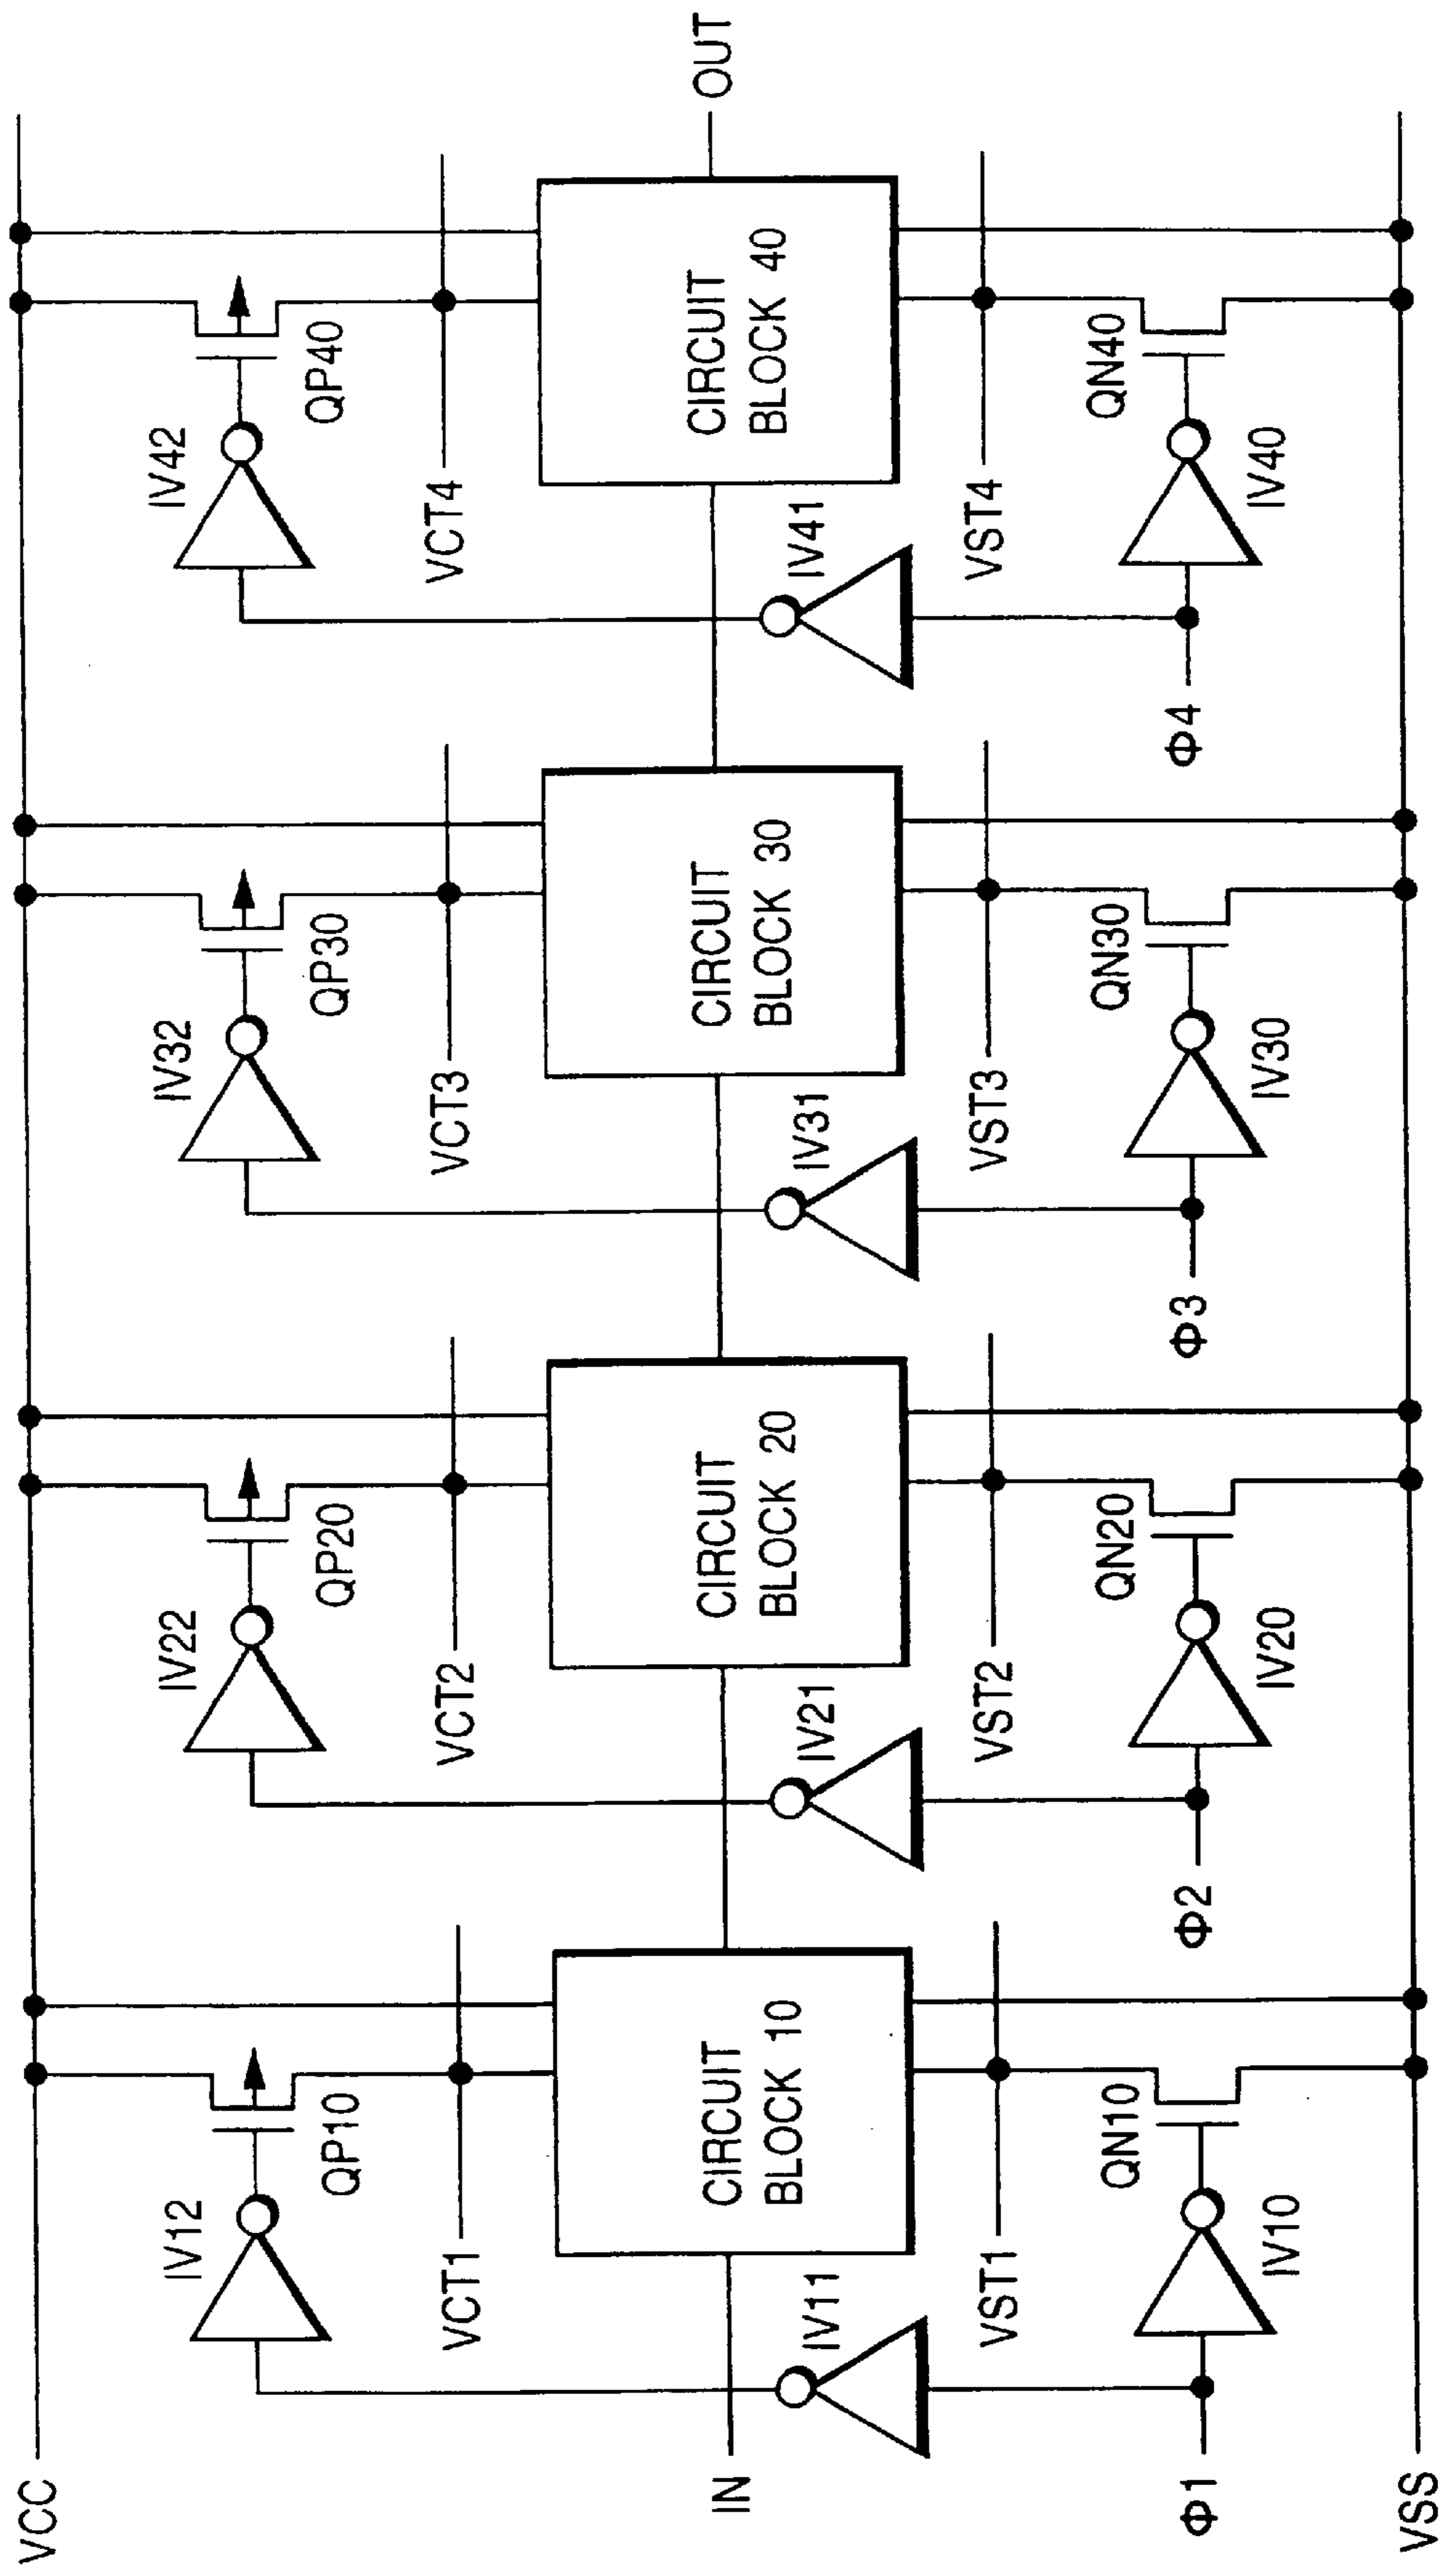 VCC
IV12
QP10
IV22
QP20
IV32
QP30
IV42
QP40
VCT1
VCT2
VCT3
VCT4
IN
CIRCUIT
BLOCK 10
CIRCUIT
BLOCK 20
CIRCUIT
BLOCK 30
CIRCUIT
BLOCK 40
OUT
IV11
IV21
IV31
IV41
VST1
VST2
VST3
VST4
QN10
QN20
QN30
QN40
Φ1
IV10
Φ2
IV20
Φ3
IV30
Φ4
IV40
VSS